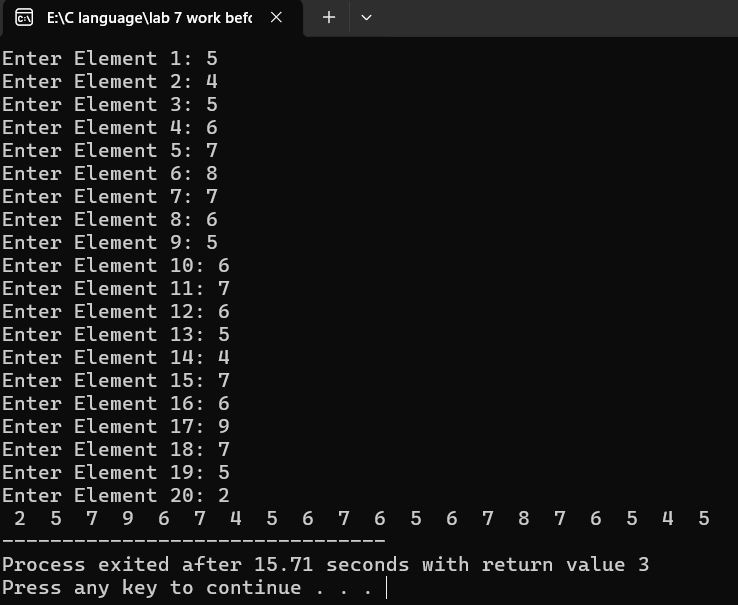 E:\C language\lab 7 work befo
Enter Element 1: 5
Enter Element 2: 4
Enter Element 3: 5
Enter Element 4: 6
Enter Element 5: 7
Enter Element 6: 8
Enter Element 7: 7
Enter Element 8: 6
Enter Element 9: 5
Enter Element 10: 6
Enter Element 11: 7
Enter Element 12: 6
Enter Element 13: 5
Enter Element 14: 4
Enter Element 15: 7
Enter Element 16: 6
Enter Element 17: 9
Enter Element 18: 7
Enter Element 19: 5
Enter Element 20: 2
2 5 7 9 6 7 4 5 6 7 6 5 6 7 8 7 6 5 4 5
--------------------------------
Process exited after 15.71 seconds with return value 3
Press any key to continue . . .